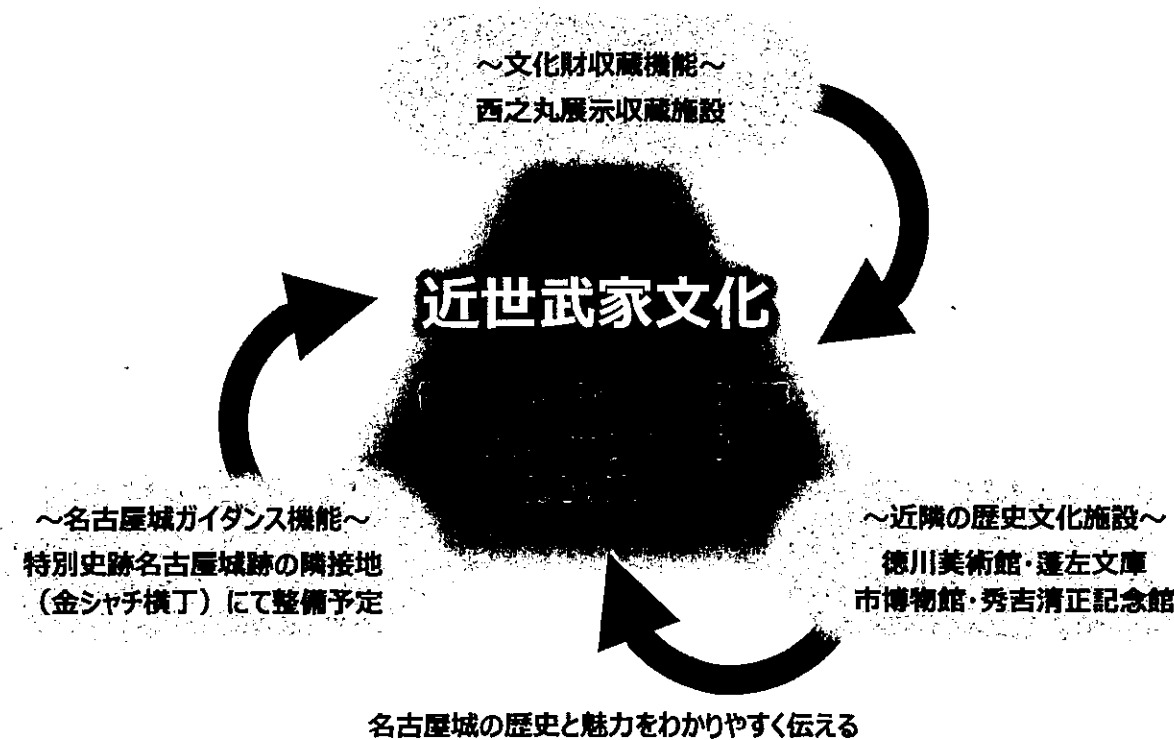 ～文化財収蔵機能～
西之丸展示収蔵施設
近世武家文化
～名古屋城ガイダンス機能～
特別史跡名古屋城跡の隣接地
（金シャチ横丁）にて整備予定
～近隣の歴史文化施設～
徳川美術館･蓬左文庫
市博物館･秀吉清正記念館
名古屋城の歴史と魅力をわかりやすく伝える